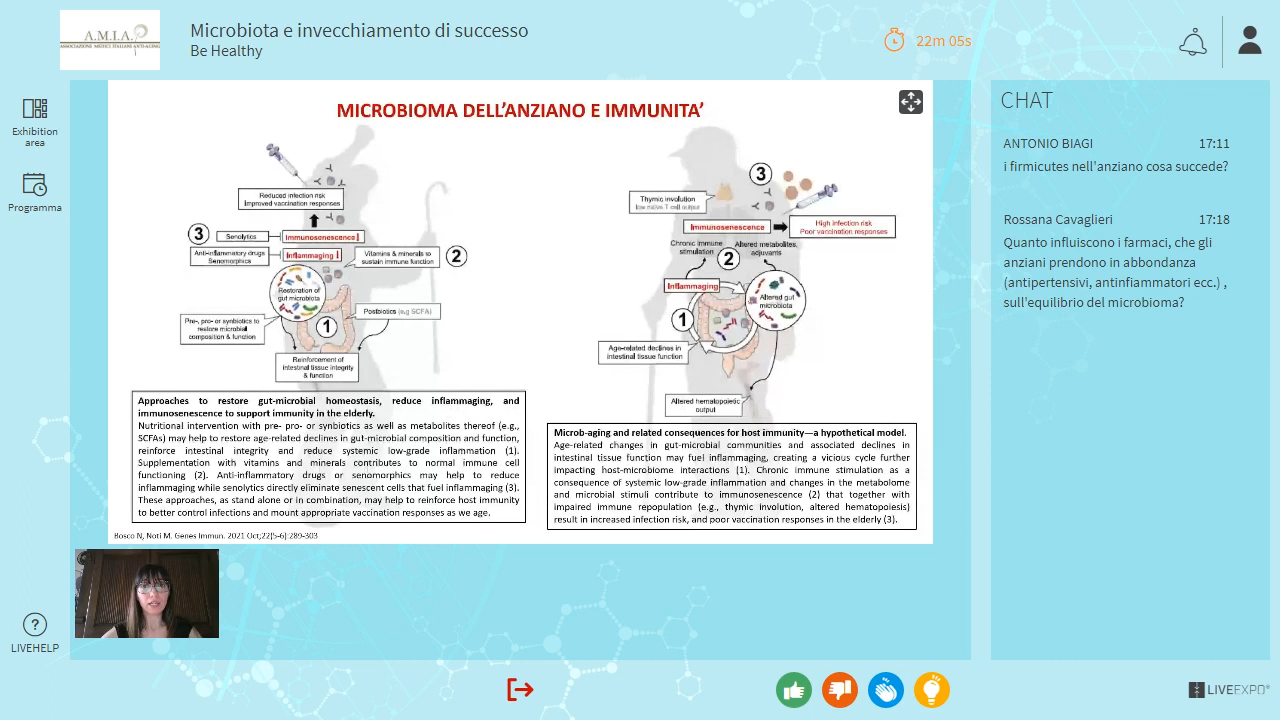 A.M.I.A.
ASSOCIAZIONE MEDICI ITALIANI ANTI-AGING
Microbiota e invecchiamento di successo
Be Healthy
22m 05s
Exhibition
area
Programma
LIVEHELP
MICROBIOMA DELL'ANZIANO E IMMUNITA'
Reduced infection risk
Improved vaccination responses
3
Senolytics
Immunosenescence
Anti-inflammatory drugs
Senomorphics
Inflammaging
Vitamins & minerals to
sustain immune function
2
Restoration of
gut microbiota
Postbiotics (e.g SCFA)
Pre-, pro- or synbiotics to
restore microbial
composition & function
1
Reinforcement of
intestinal tissue integrity
& function
Approaches to restore gut-microbial homeostasis, reduce inflammaging, and
immunosenescence to support immunity in the elderly.
Nutritional intervention with pre- pro- or synbiotics as well as metabolites thereof (e.g.,
SCFAs) may help to restore age-related declines in gut-microbial composition and function,
reinforce intestinal integrity and reduce systemic low-grade inflammation (1).
Supplementation with vitamins and minerals contributes to normal immune cell
functioning (2). Anti-inflammatory drugs or senomorphics may help to reduce
inflammaging while senolytics directly eliminate senescent cells that fuel inflammaging (3).
These approaches, as stand alone or in combination, may help to reinforce host immunity
to better control infections and mount appropriate vaccination responses as we age.
Bosco N, Noti M. Genes Immun. 2021 Oct;22(5-6):289-303
3
Thymic involution
low naive T cell output
Immunosenescence
High infection risk
Poor vaccination responses
Chronic immune
stimulation
Altered metabolites,
adjuvants
2
Inflammaging
Altered gut
microbiota
1
Age-related declines in
intestinal tissue function
Altered hematopoietic
output
Microb-aging and related consequences for host immunity—a hypothetical model.
Age-related changes in gut-microbial communities and associated declines in
intestinal tissue function may fuel inflammaging, creating a vicious cycle further
impacting host-microbiome interactions (1). Chronic immune stimulation as a
consequence of systemic low-grade inflammation and changes in the metabolome
and microbial stimuli contribute to immunosenescence (2) that together with
impaired immune repopulation (e.g., thymic involution, altered hematopoiesis)
result in increased infection risk, and poor vaccination responses in the elderly (3).
CHAT
ANTONIO BIAGI 17:11
i firmicutes nell'anziano cosa succede?
Rossana Cavaglieri 17:18
Quanto influiscono i farmaci, che gli
anziani prendono in abbondanza
(antipertensivi, antinfiammatori ecc.) ,
sull'equilibrio del microbioma?
LIVEEXPO